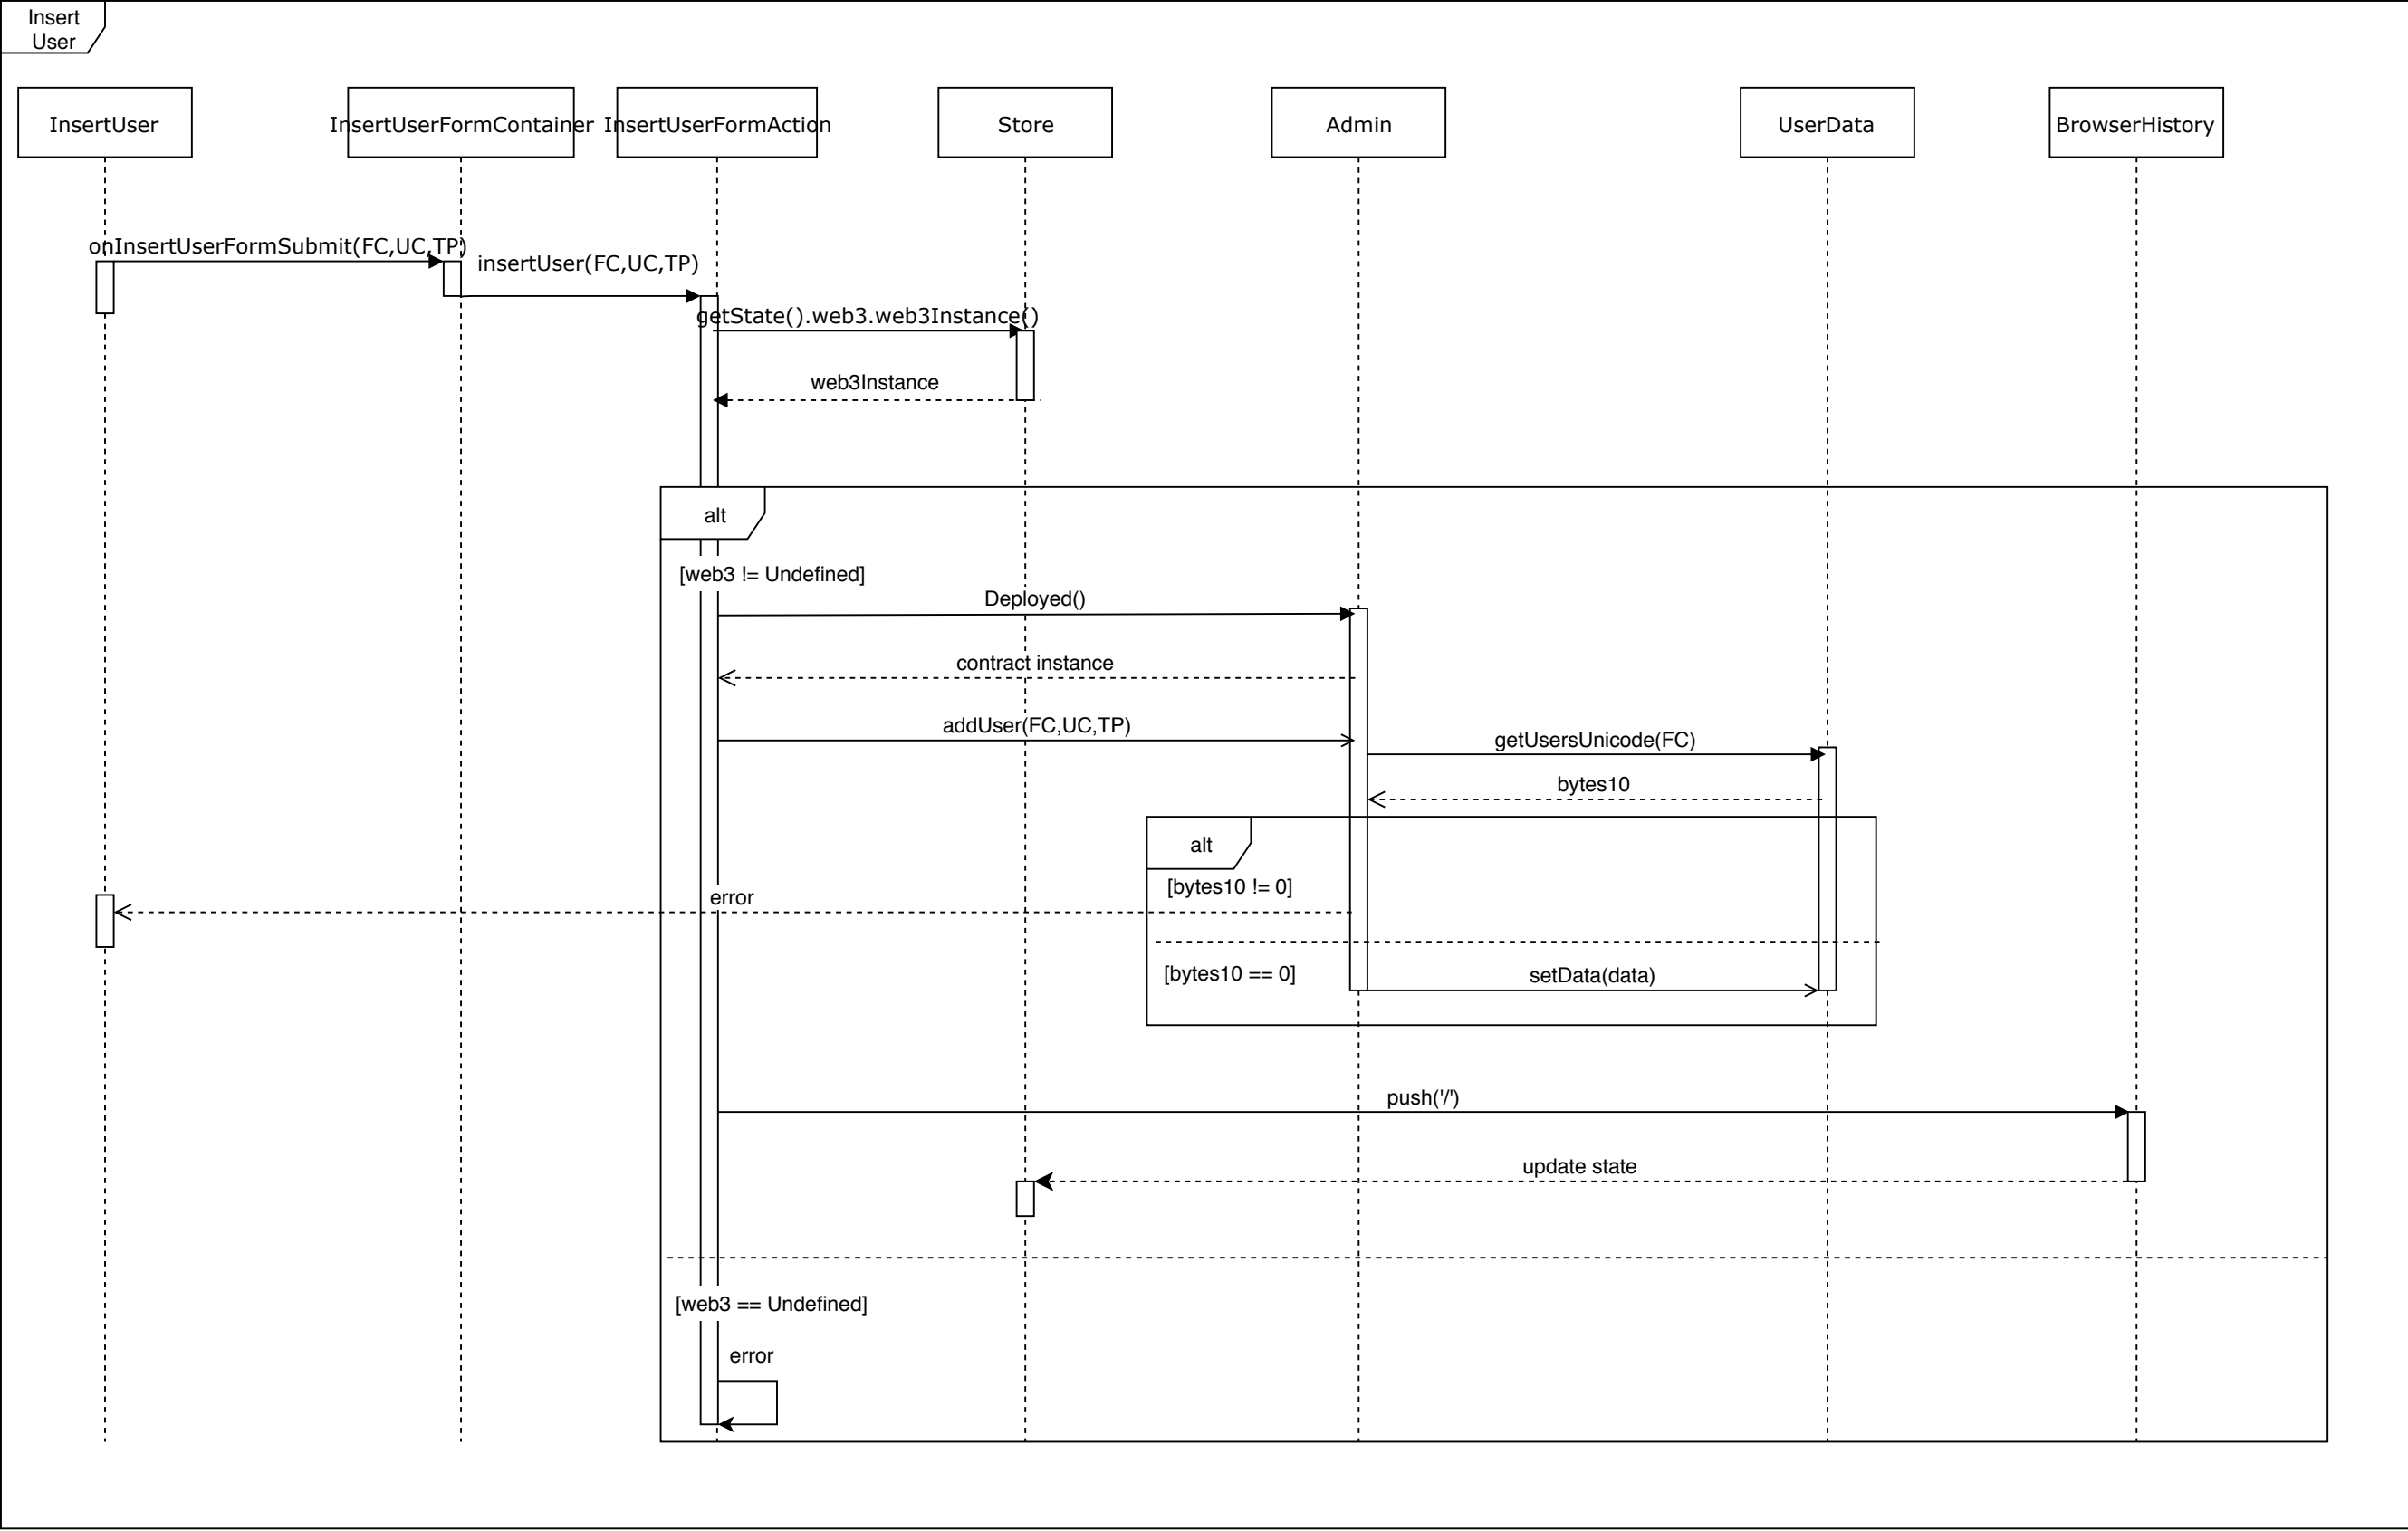 Insert
User
InsertUser
InsertUserFormContainer
InsertUserFormAction
Store
Admin
UserData
BrowserHistory
onInsertUserFormSubmit(FC,UC,TP)
insertUser(FC,UC,TP)
getState().web3.web3Instance()
web3Instance
alt
[web3 != Undefined]
Deployed()
contract instance
addUser(FC,UC,TP)
getUsersUnicode(FC)
bytes10
alt
[bytes10 != 0]
error
[bytes10 == 0]
setData(data)
push('/')
update state
[web3 == Undefined]
error